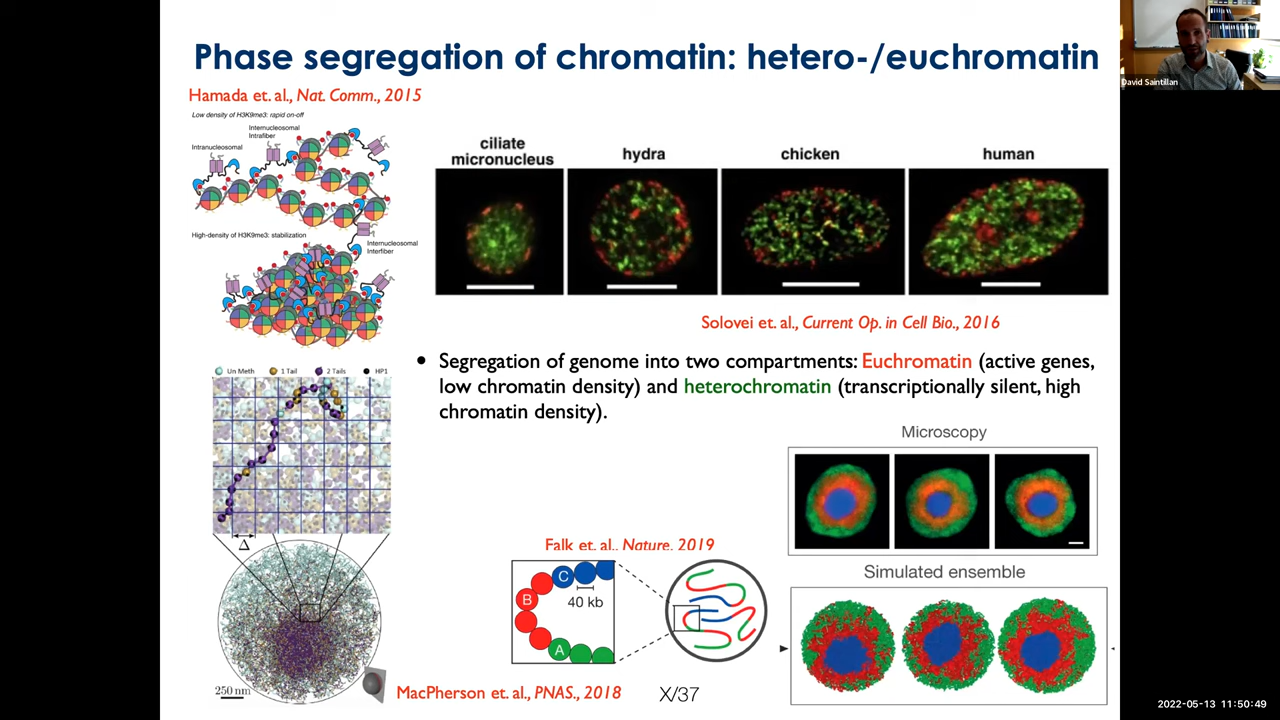 Phase segregation of chromatin: hetero-/euchromatin
David Saintillan
Hamada et. al., Nat. Comm., 2015
Low density of H3K9me3: rapid on-off
Internucleosomal
Intrafiber
Intranucleosomal
High-density of H3K9me3: stabilization
Internucleosomal
Interfiber
ciliate
micronucleus
hydra
chicken
human
Solovei et. al., Current Op. in Cell Bio., 2016
• Segregation of genome into two compartments: Euchromatin (active genes,
low chromatin density) and heterochromatin (transcriptionally silent, high
chromatin density).
Un Meth 1 Tail 2 Tails HP1
Δ
250 nm
MacPherson et. al., PNAS., 2018
Falk et. al., Nature, 2019
C
B
40 kb
A
Microscopy
Simulated ensemble
X/37
2022-05-13 11:50:49